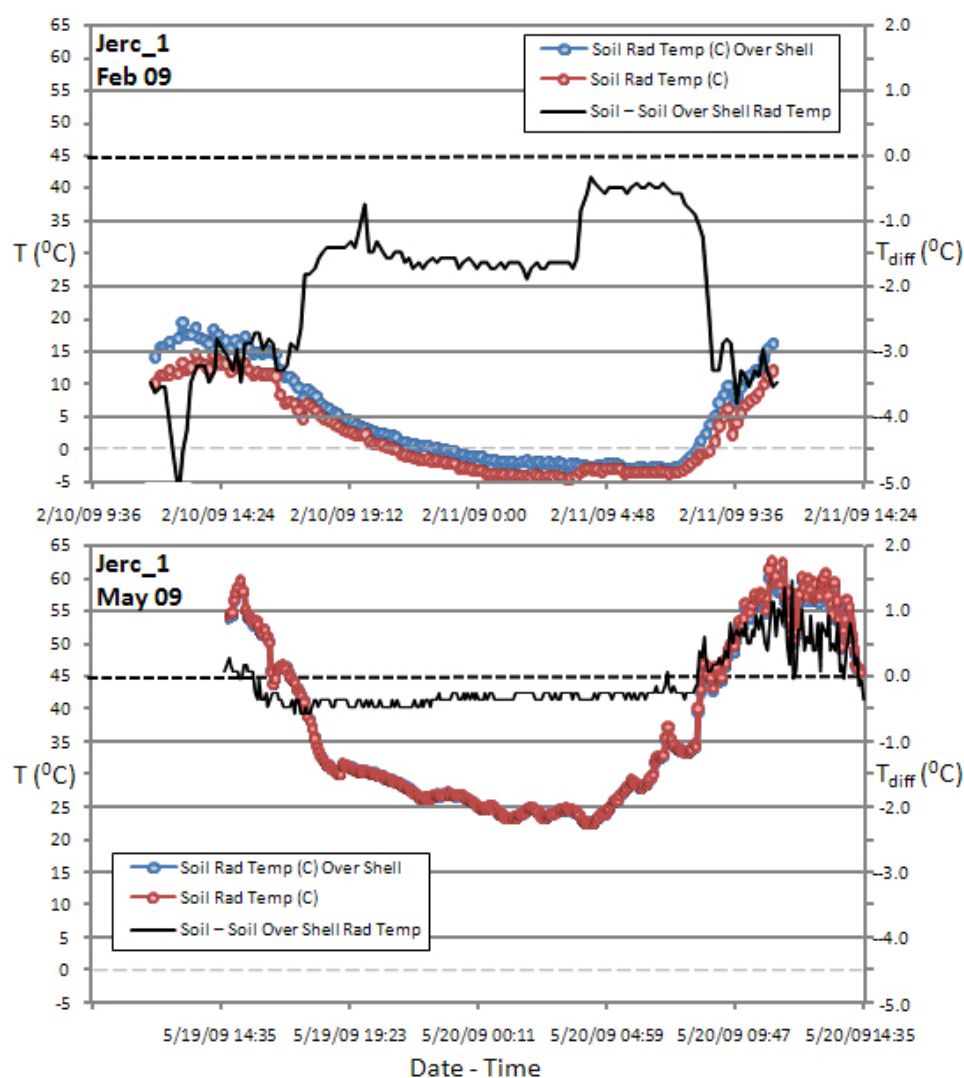 Jerc_1
Feb 09
Soil Rad Temp (C) Over Shell
Soil Rad Temp (C)
Soil – Soil Over Shell Rad Temp
65
60
55
50
45
40
35
30
25
20
15
10
5
0
-5
T (⁰C)
2.0
1.0
0.0
-1.0
-2.0
-3.0
-4.0
-5.0
Tdiff (⁰C)
2/10/09 9:36 2/10/09 14:24 2/10/09 19:12 2/11/09 0:00 2/11/09 4:48 2/11/09 9:36 2/11/09 14:24
Jerc_1
May 09
65
60
55
50
45
40
35
30
25
20
15
10
5
0
-5
T (⁰C)
2.0
1.0
0.0
-1.0
-2.0
-3.0
-4.0
-5.0
Tdiff (⁰C)
Soil Rad Temp (C) Over Shell
Soil Rad Temp (C)
Soil – Soil Over Shell Rad Temp
5/19/09 14:35 5/19/09 19:23 5/20/09 00:11 5/20/09 04:59 5/20/09 09:47 5/20/09 14:35
Date - Time